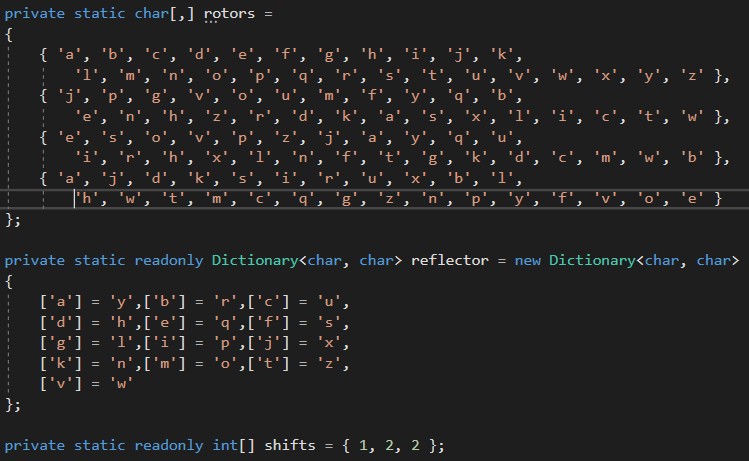 private static char[,] rotors =
{
{ 'a', 'b', 'c', 'd', 'e', 'f', 'g', 'h', 'i', 'j', 'k',
'l', 'm', 'n', 'o', 'p', 'q', 'r', 's', 't', 'u', 'v', 'w', 'x', 'y', 'z' },
{ 'j', 'p', 'g', 'v', 'o', 'u', 'm', 'f', 'y', 'q', 'b',
'e', 'n', 'h', 'z', 'r', 'd', 'k', 'a', 's', 'x', 'l', 'i', 'c', 't', 'w' },
{ 'e', 's', 'o', 'v', 'p', 'z', 'j', 'a', 'y', 'q', 'u',
'i', 'r', 'h', 'x', 'l', 'n', 'f', 't', 'g', 'k', 'd', 'c', 'm', 'w', 'b' },
{ 'a', 'j', 'd', 'k', 's', 'i', 'r', 'u', 'x', 'b', 'l',
'h', 'w', 't', 'm', 'c', 'q', 'g', 'z', 'n', 'p', 'y', 'f', 'v', 'o', 'e' }
};
private static readonly Dictionary<char, char> reflector = new Dictionary<char, char>
{
['a'] = 'y',['b'] = 'r',['c'] = 'u',
['d'] = 'h',['e'] = 'q',['f'] = 's',
['g'] = 'l',['i'] = 'p',['j'] = 'x',
['k'] = 'n',['m'] = 'o',['t'] = 'z',
['v'] = 'w'
};
private static readonly int[] shifts = { 1, 2, 2 };